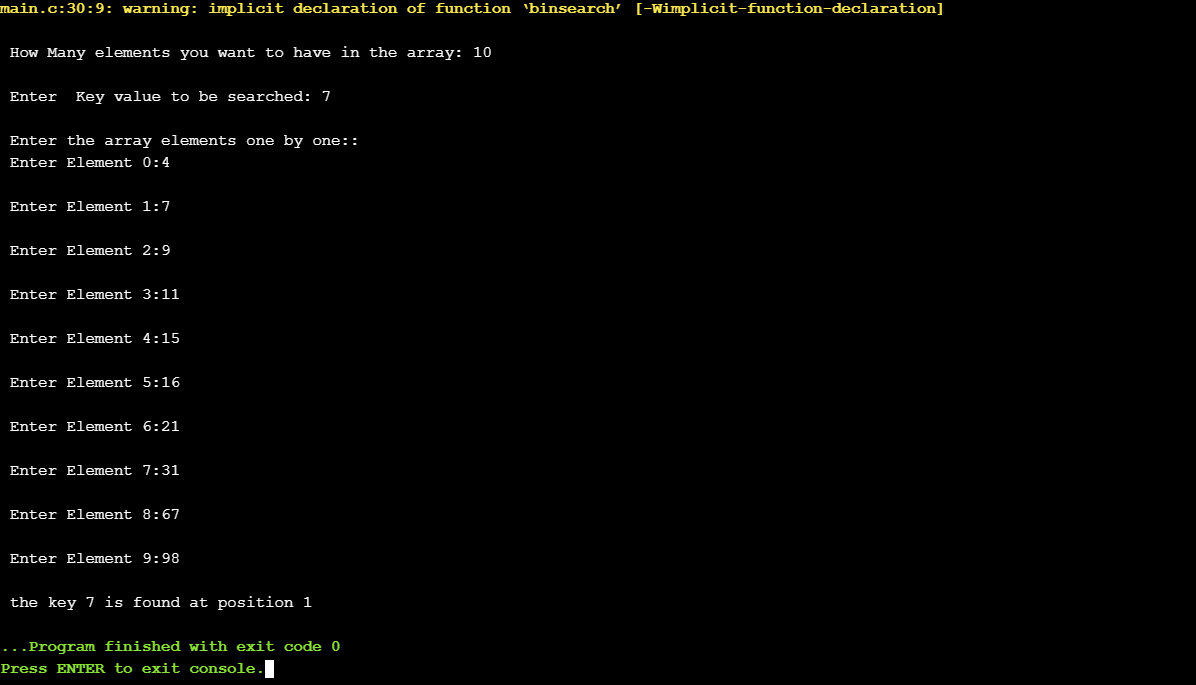 main.c:30:9: warning: implicit declaration of function ‘binsearch’ [-Wimplicit-function-declaration]
How Many elements you want to have in the array: 10
Enter  Key value to be searched: 7
Enter the array elements one by one::
Enter Element 0:4
Enter Element 1:7
Enter Element 2:9
Enter Element 3:11
Enter Element 4:15
Enter Element 5:16
Enter Element 6:21
Enter Element 7:31
Enter Element 8:67
Enter Element 9:98
the key 7 is found at position 1
...Program finished with exit code 0
Press ENTER to exit console.